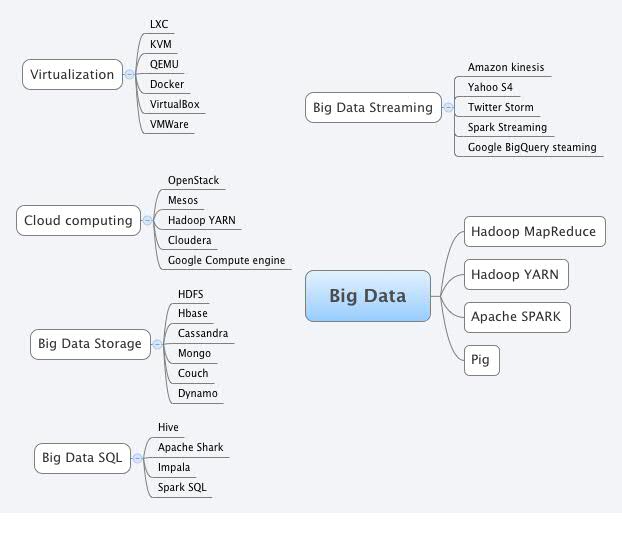 Virtualization
LXC
KVM
QEMU
Docker
VirtualBox
VMWare
Big Data Streaming
Amazon kinesis
Yahoo S4
Twitter Storm
Spark Streaming
Google BigQuery steaming
Cloud computing
OpenStack
Mesos
Hadoop YARN
Cloudera
Google Compute engine
Big Data
Hadoop MapReduce
Hadoop YARN
Apache SPARK
Pig
Big Data Storage
HDFS
Hbase
Cassandra
Mongo
Couch
Dynamo
Big Data SQL
Hive
Apache Shark
Impala
Spark SQL